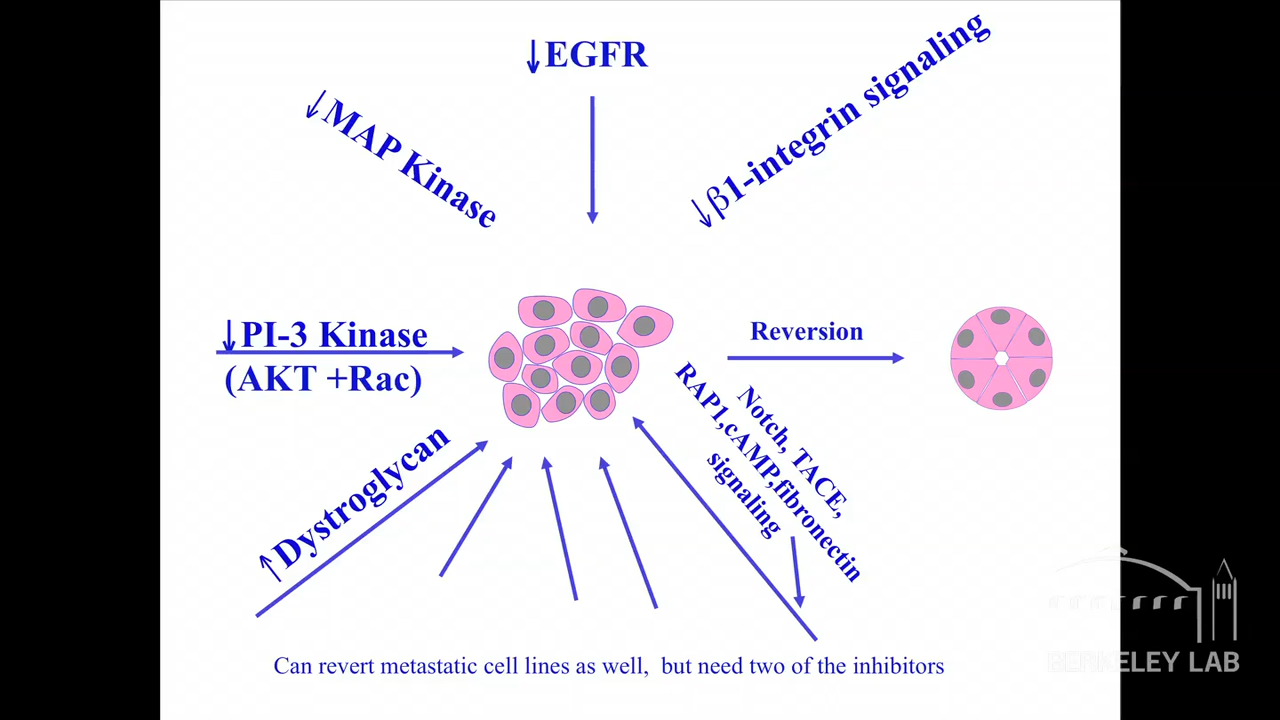 ↓EGFR
↓MAP Kinase
↓β1-integrin signaling
↓PI-3 Kinase
(AKT +Rac)
Reversion
↑Dystroglycan
Notch, TACE,
RAP1,cAMP,fibronectin
signaling
Can revert metastatic cell lines as well, but need two of the inhibitors
BERKELEY LAB